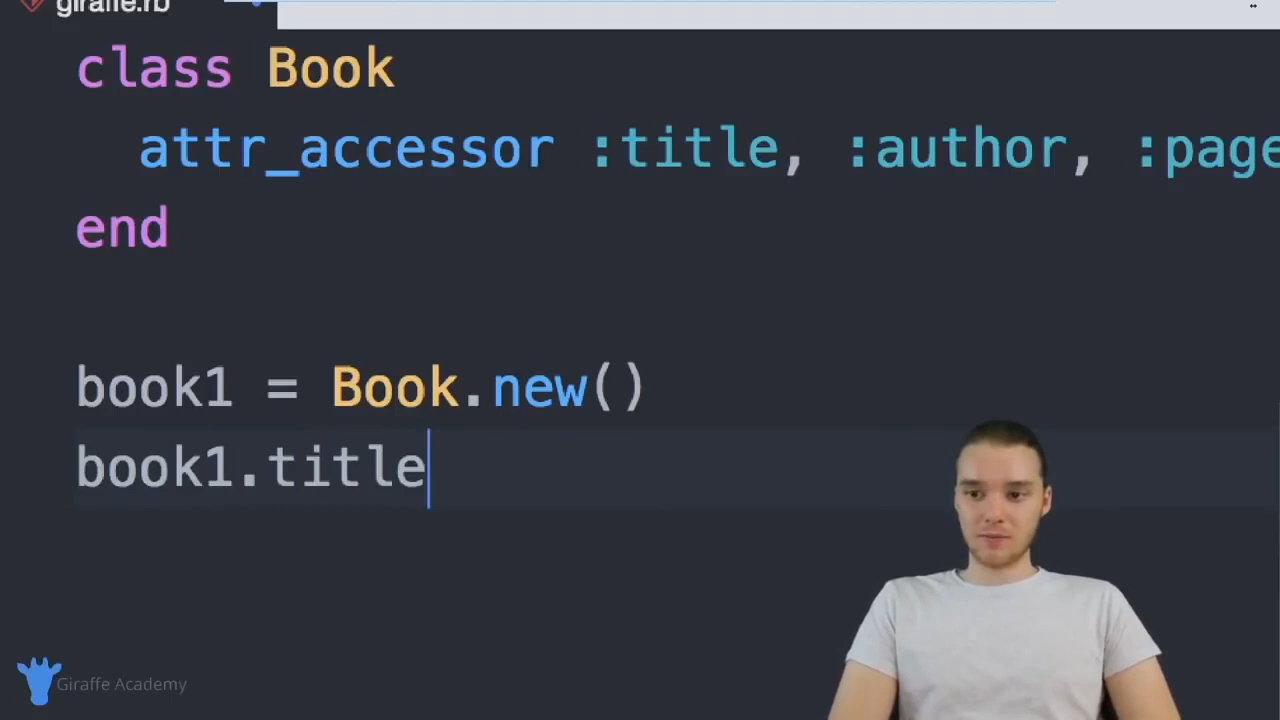 giraffe.rb
class Book
attr_accessor :title, :author, :page
end
book1 = Book.new()
book1.title
Giraffe Academy